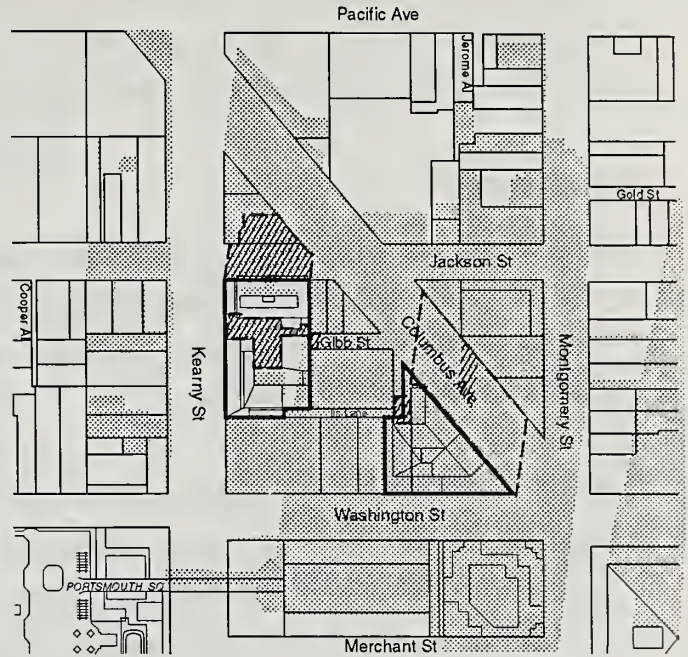 Pacific Ave
Jerome Al
Gold St
Jackson St
Cooper Al
Kearny St
Gibb St
Columbus Ave
Montgomery St
Washington St
PORTSMOUTH SQ
Merchant St